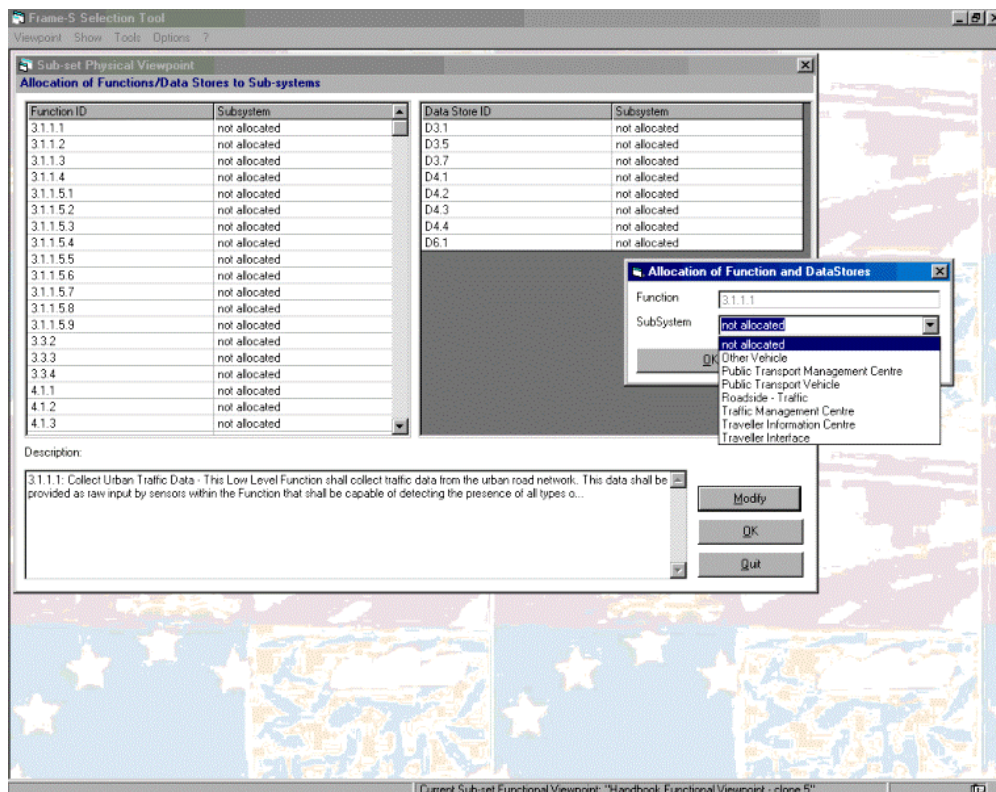 Frame-S Selection Tool
Viewpoint Show Tools Options ?
Sub-set Physical Viewpoint
Allocation of Functions/Data Stores to Sub-systems
Function ID Subsystem
3.1.1.1 not allocated
3.1.1.2 not allocated
3.1.1.3 not allocated
3.1.1.4 not allocated
3.1.1.5.1 not allocated
3.1.1.5.2 not allocated
3.1.1.5.3 not allocated
3.1.1.5.4 not allocated
3.1.1.5.5 not allocated
3.1.1.5.6 not allocated
3.1.1.5.7 not allocated
3.1.1.5.8 not allocated
3.1.1.5.9 not allocated
3.3.2 not allocated
3.3.3 not allocated
3.3.4 not allocated
4.1.1 not allocated
4.1.2 not allocated
4.1.3 not allocated
Data Store ID Subsystem
D3.1 not allocated
D3.5 not allocated
D3.7 not allocated
D4.1 not allocated
D4.2 not allocated
D4.3 not allocated
D4.4 not allocated
D6.1 not allocated
Allocation of Function and DataStores
Function 3.1.1.1
SubSystem not allocated
not allocated
Other Vehicle
Public Transport Management Centre
Public Transport Vehicle
Roadside - Traffic
Traffic Management Centre
Traveller Information Centre
Traveller Interface
OK
Description:
3.1.1.1: Collect Urban Traffic Data - This Low Level Function shall collect traffic data from the urban road network. This data shall be
provided as raw input by sensors within the Function that shall be capable of detecting the presence of all types o...
Modify
OK
Quit
Current Sub-set Functional Viewpoint: "Handbook Functional Viewpoint - clone 5"